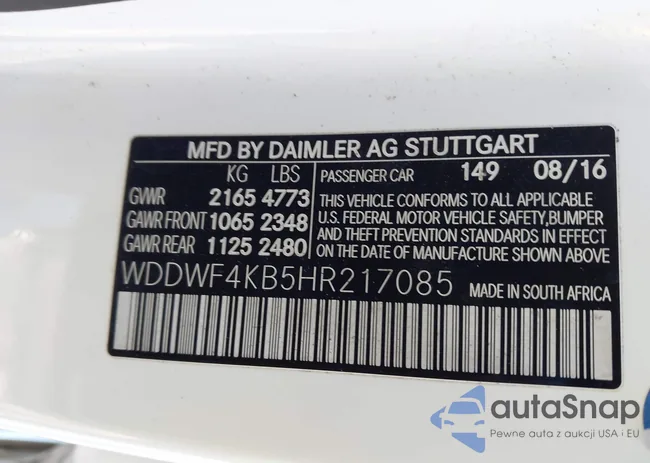 MFD BY DAIMLER AG STUTTGART
KG LBS PASSENGER CAR 149 08/16
GVWR 2165 4773 THIS VEHICLE CONFORMS TO ALL APPLICABLE
GAWR FRONT 1065 2348 U.S. FEDERAL MOTOR VEHICLE SAFETY, BUMPER
AND THEFT PREVENTION STANDARDS IN EFFECT
GAWR REAR 1125 2480 ON THE DATE OF MANUFACTURE SHOWN ABOVE
WDDWF4KB5HR217085 MADE IN SOUTH AFRICA
autaSnap
Pewne auta z aukcji USA i EU